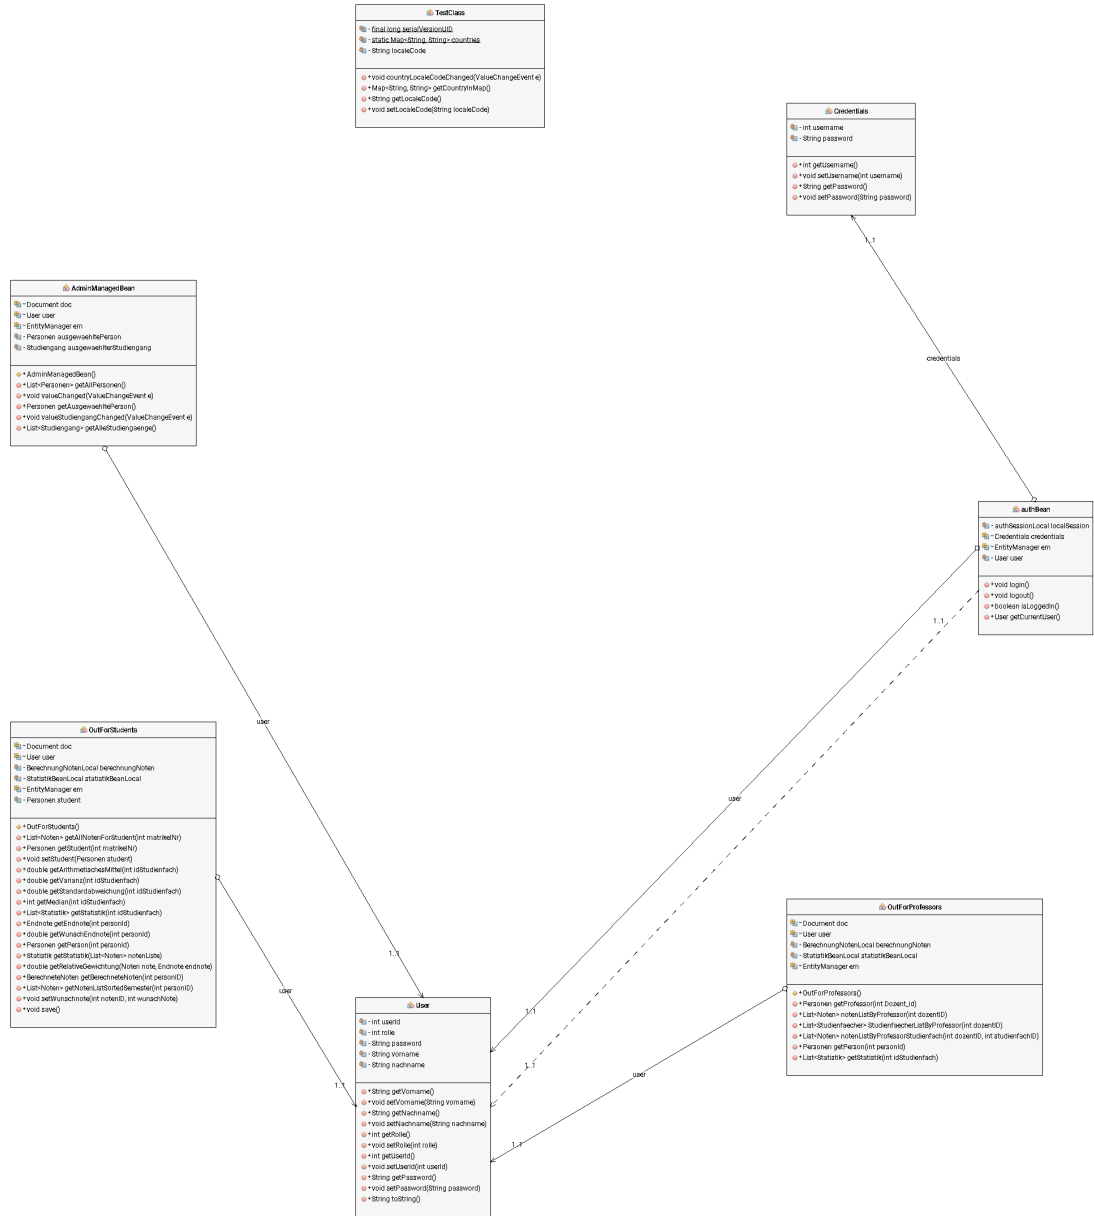 TestClass
- final long serialVersionUID
- static Map<String, String> countries
- String localeCode
+void countryLocaleCodeChanged(ValueChangeEvent e)
+Map<String, String> getCountryInMap()
+String getLocaleCode()
+void setLocaleCode(String localeCode)
Credentials
- int username
- String password
+int getUsername()
+void setUsername(int username)
+String getPassword()
+void setPassword(String password)
1..1
credentials
AdminManagedBean
~Document doc
~User user
~EntityManager em
- Personen ausgewaehltePerson
- Studiengang ausgewaehlterStudiengang
+AdminManagedBean()
+List<Personen> getAllPersonen()
+void valueChanged(ValueChangeEvent e)
+Personen getAusgewaehltePerson()
+void valueStudiengangChanged(ValueChangeEvent e)
+List<Studiengang> getAlleStudiengaenge()
authBean
- authSessionLocal localSession
~Credentials credentials
~EntityManager em
- User user
+void login()
+void logout()
+boolean isLoggedIn()
+User getCurrentUser()
1..1
user
user
OutForStudents
~Document doc
~User user
- BerechnungNotenLocal berechnungNoten
- StatistikBeanLocal statistikBeanLocal
~EntityManager em
- Personen student
+OutForStudents()
+List<Noten> getAllNotenForStudent(int matrikelNr)
+Personen getStudent(int matrikelNr)
+void setStudent(Personen student)
+double getArithmetischesMittel(int idStudienfach)
+double getVarianz(int idStudienfach)
+double getStandardabweichung(int idStudienfach)
+int getMedian(int idStudienfach)
+List<Statistik> getStatistik(int idStudienfach)
+Endnote getEndnote(int personId)
+double getWunschEndnote(int personId)
+Personen getPerson(int personId)
+Statistik getStatistik(List<Noten> notenListe)
+double getRelativeGewichtung(Noten note, Endnote endnote)
+BerechneteNoten getBerechneteNoten(int personID)
+List<Noten> getNotenListSortedSemester(int personID)
+void setWunschnote(int notenID, int wunschNote)
+void save()
OutForProfessors
~Document doc
~User user
- BerechnungNotenLocal berechnungNoten
- StatistikBeanLocal statistikBeanLocal
~EntityManager em
+OutForProfessors()
+Personen getProfessor(int Dozent_id)
+List<Noten> notenListByProfessor(int dozentID)
+List<Studienfaecher> StudienfaecherListByProfessor(int dozentID)
+List<Noten> notenListByProfessorStudienfach(int dozentID, int studienfachID)
+Personen getPerson(int personId)
+List<Statistik> getStatistik(int idStudienfach)
1..1
user
1..1
1..1
1..1
user
1..1
User
- int userId
- int rolle
- String password
- String vorname
- String nachname
+String getVorname()
+void setVorname(String vorname)
+String getNachname()
+void setNachname(String nachname)
+int getRolle()
+void setRolle(int rolle)
+int getUserId()
+void setUserId(int userId)
+String getPassword()
+void setPassword(String password)
+String toString()